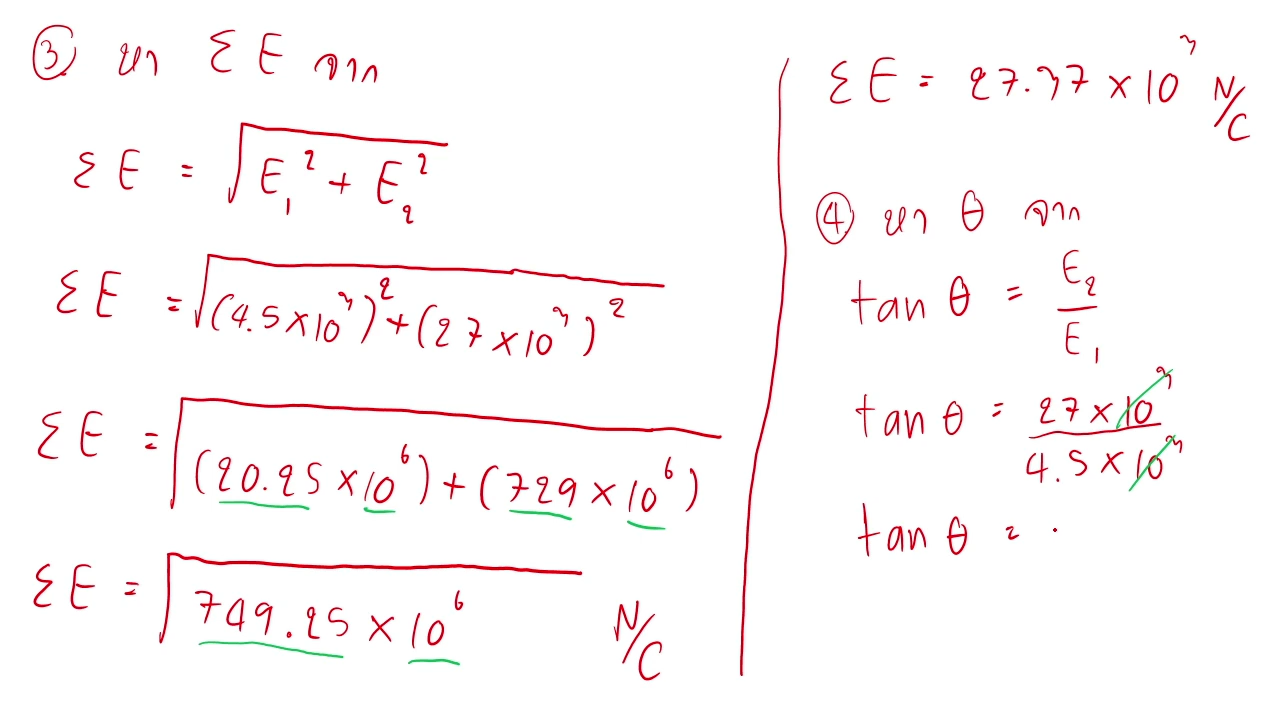 ③ หา ΣE จาก
ΣE = √(E₁² + E₂²)
ΣE = √((4.5 × 10³)² + (27 × 10³)²)
ΣE = √((20.25 × 10⁶) + (729 × 10⁶))
ΣE = √(749.25 × 10⁶) N/C
ΣE = 27.37 × 10³ N/C
④ หา θ จาก
tan θ = E₂/E₁
tan θ = 27 × 10³/4.5 × 10³
tan θ =